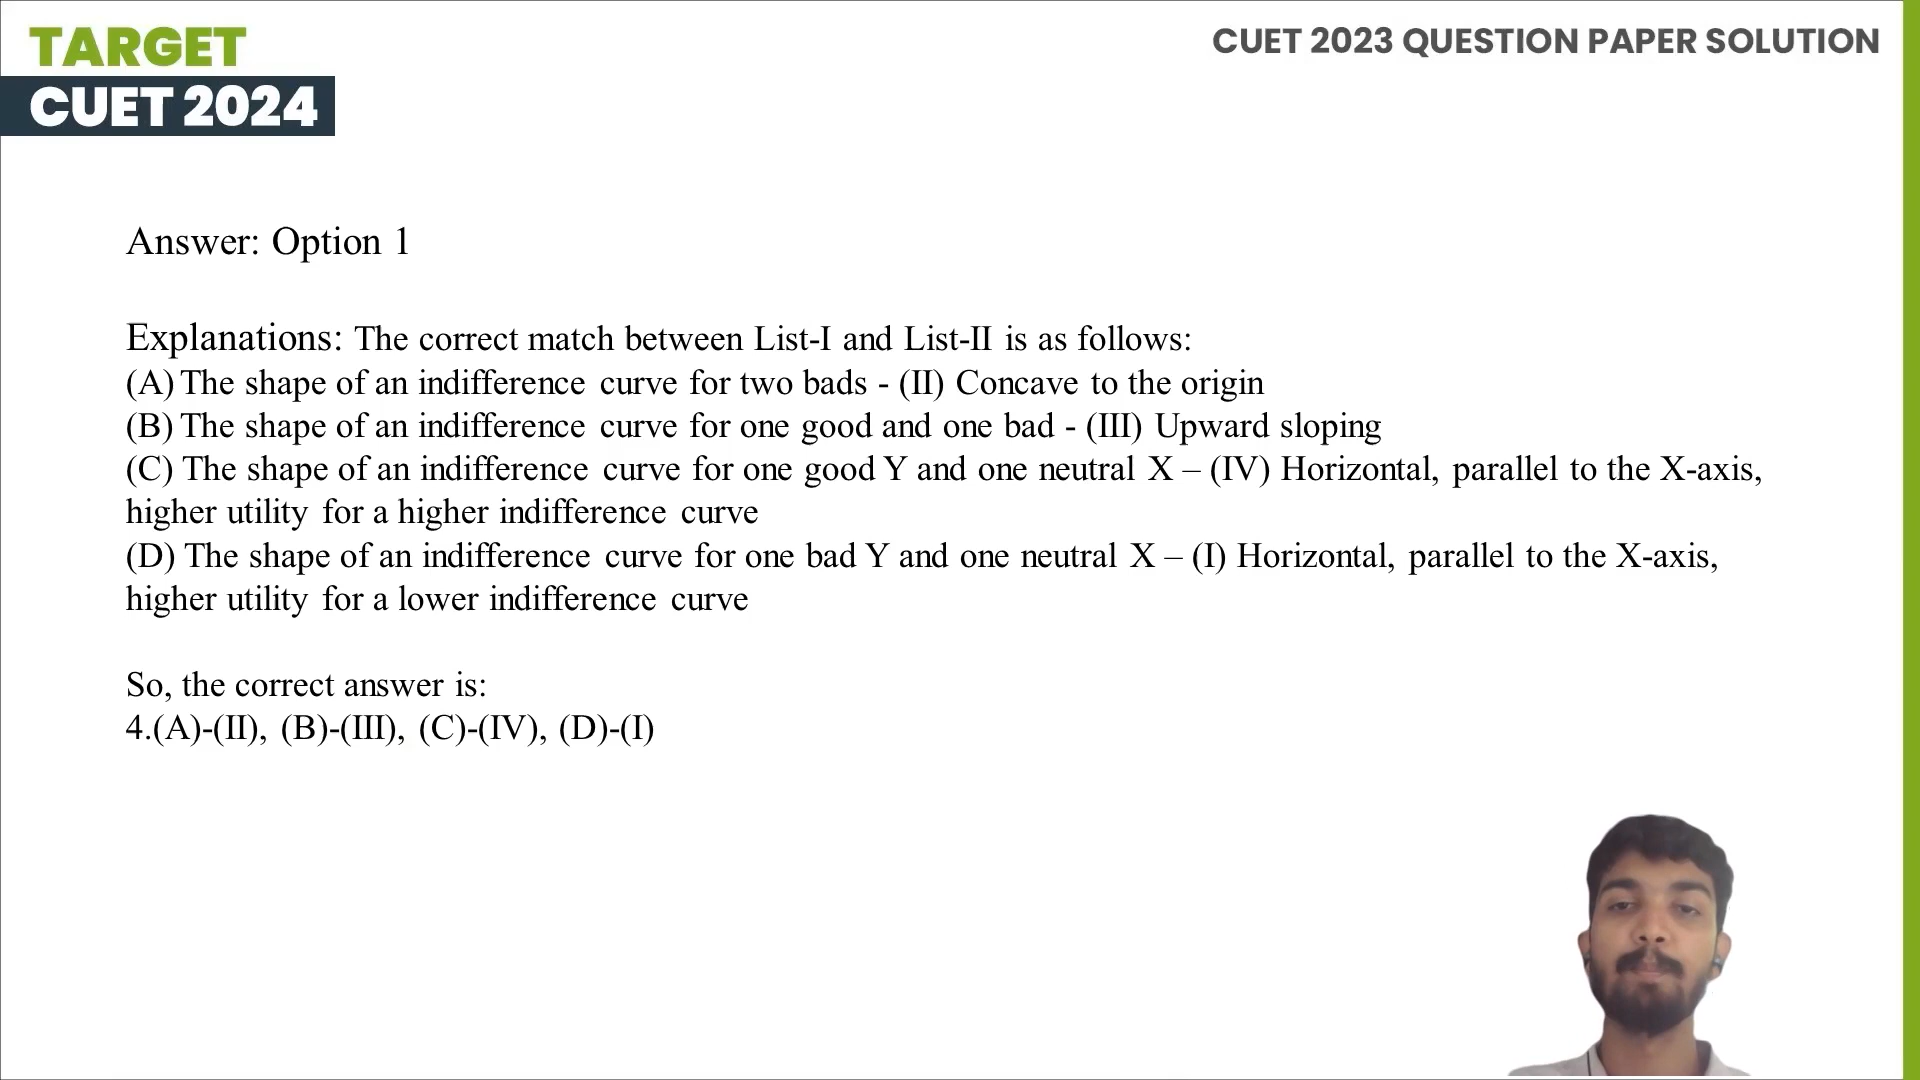 TARGET
CUET 2024
CUET 2023 QUESTION PAPER SOLUTION
Answer: Option 1
Explanations: The correct match between List-I and List-II is as follows:
(A) The shape of an indifference curve for two bads - (II) Concave to the origin
(B) The shape of an indifference curve for one good and one bad - (III) Upward sloping
(C) The shape of an indifference curve for one good Y and one neutral X – (IV) Horizontal, parallel to the X-axis,
higher utility for a higher indifference curve
(D) The shape of an indifference curve for one bad Y and one neutral X – (I) Horizontal, parallel to the X-axis,
higher utility for a lower indifference curve
So, the correct answer is:
4.(A)-(II), (B)-(III), (C)-(IV), (D)-(I)